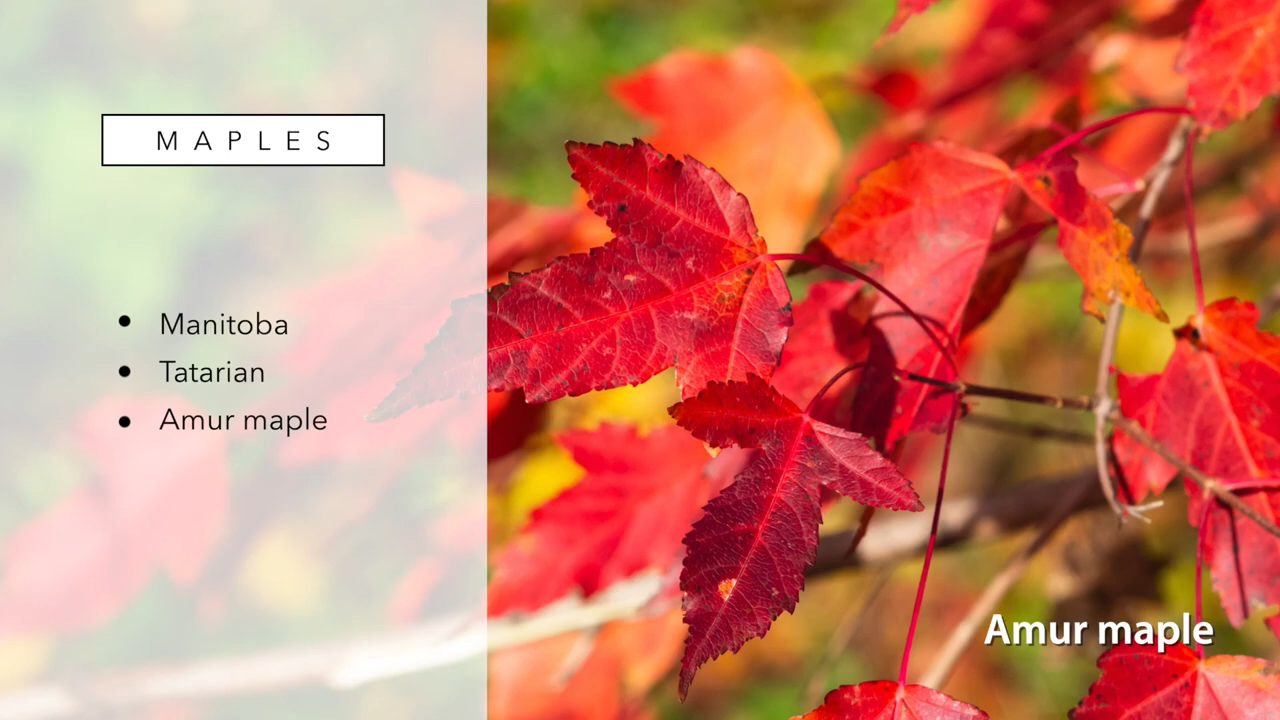 MAPLES
• Manitoba
• Tatarian
• Amur maple
Amur maple